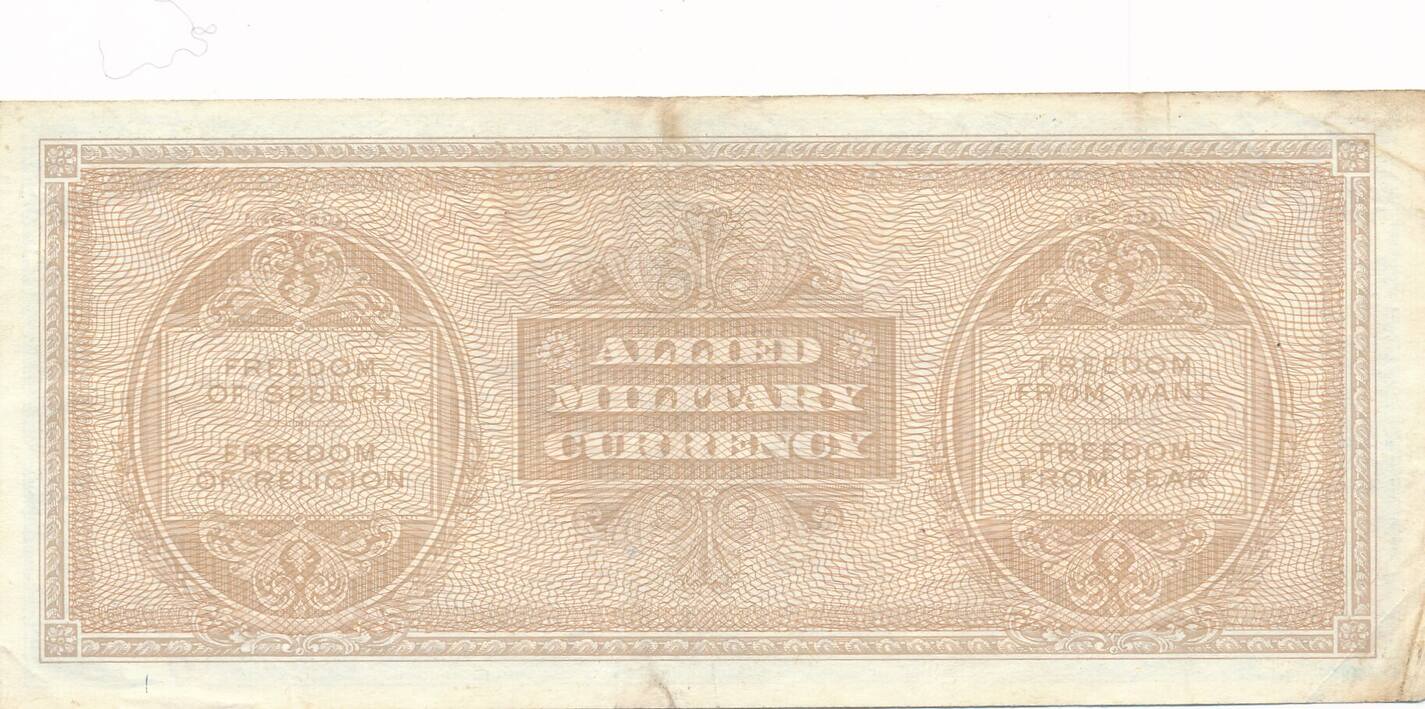 FREEDOM
OF SPEECH
FREEDOM
OF RELIGION
ALLIED
MILITARY
CURRENCY
FREEDOM
FROM WANT
FREEDOM
FROM FEAR